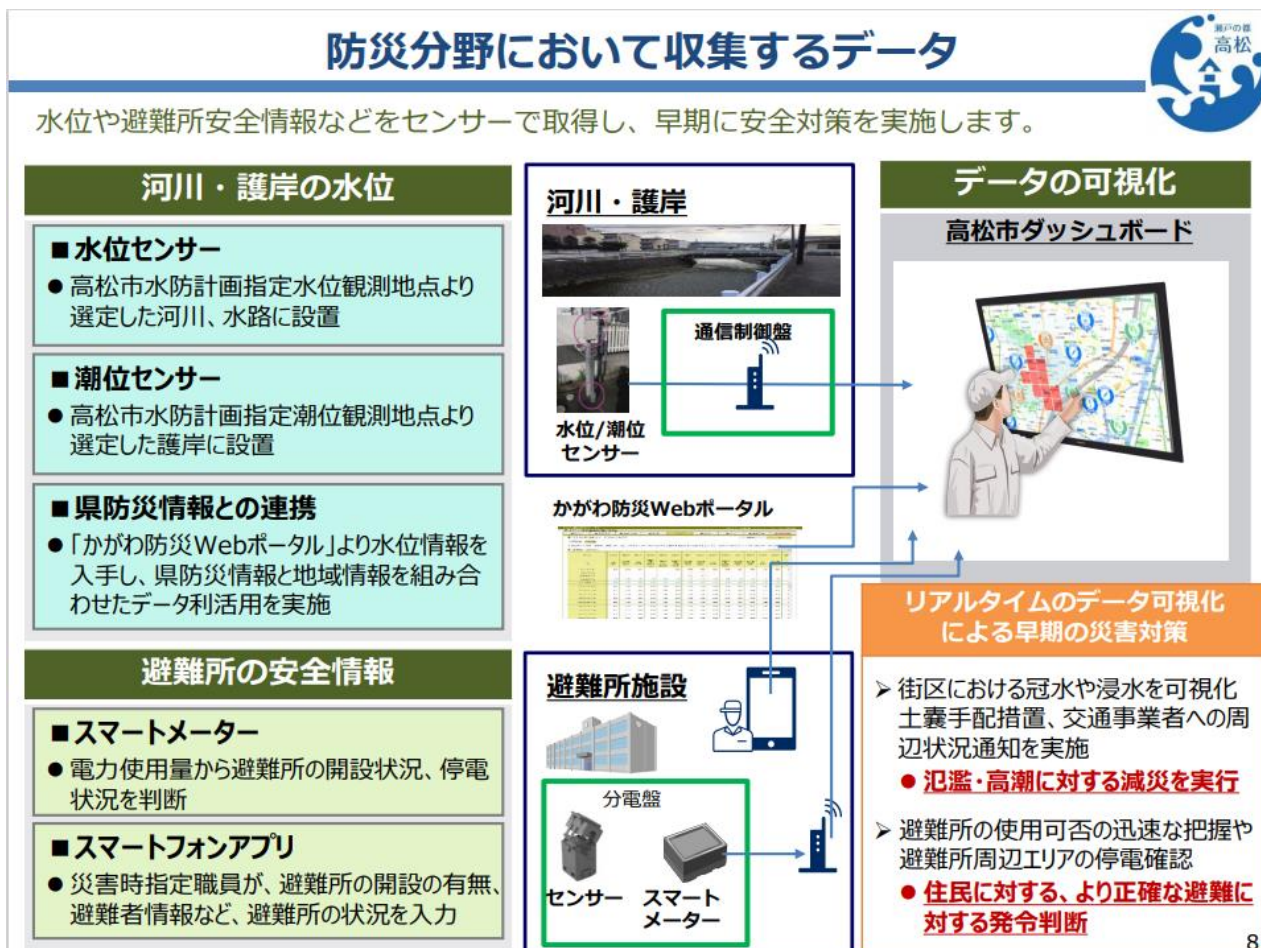 防災分野において収集するデータ
瀬戸の都
高松
水位や避難所安全情報などをセンサーで取得し、早期に安全対策を実施します。
河川・護岸の水位
■水位センサー
● 高松市水防計画指定水位観測地点より
選定した河川、水路に設置
■潮位センサー
● 高松市水防計画指定潮位観測地点より
選定した護岸に設置
■県防災情報との連携
●「かがわ防災Webポータル」より水位情報を
入手し、県防災情報と地域情報を組み合
わせたデータ利活用を実施
避難所の安全情報
■スマートメーター
● 電力使用量から避難所の開設状況、停電
状況を判断
■スマートフォンアプリ
● 災害時指定職員が、避難所の開設の有無、
避難者情報など、避難所の状況を入力
河川・護岸
通信制御盤
水位/潮位
センサー
かがわ防災Webポータル
避難所施設
分電盤
センサー
スマート
メーター
データの可視化
高松市ダッシュボード
リアルタイムのデータ可視化
による早期の災害対策
➢ 街区における冠水や浸水を可視化
土嚢手配措置、交通事業者への周
辺状況通知を実施
● 氾濫・高潮に対する減災を実行
➢ 避難所の使用可否の迅速な把握や
避難所周辺エリアの停電確認
● 住民に対する、より正確な避難に
対する発令判断
8